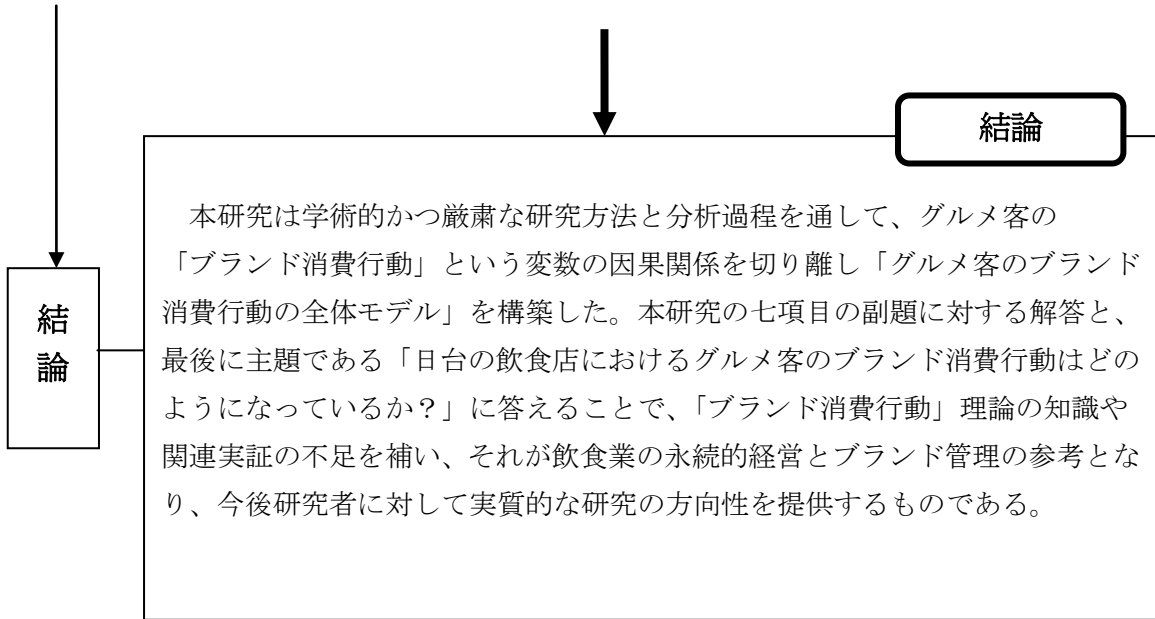 結論
本研究は学術的かつ厳粛な研究方法と分析過程を通して、グルメ客の
「ブランド消費行動」という変数の因果関係を切り離し「グルメ客のブランド
消費行動の全体モデル」を構築した。本研究の七項目の副題に対する解答と、
最後に主題である「日台の飲食店におけるグルメ客のブランド消費行動はどの
ようになっているか？」に答えることで、「ブランド消費行動」理論の知識や
関連実証の不足を補い、それが飲食業の永続的経営とブランド管理の参考とな
り、今後研究者に対して実質的な研究の方向性を提供するものである。
結
論